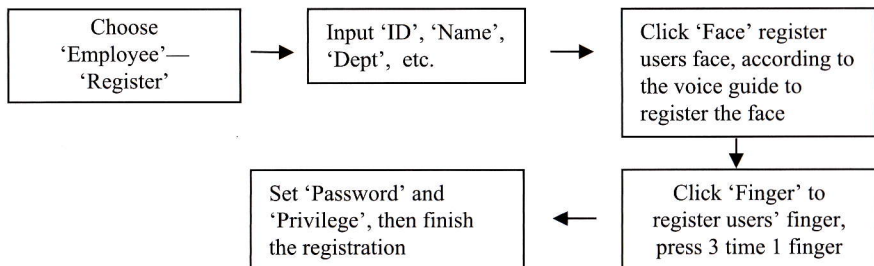 Choose
‘Employee’—
‘Register’
Input ‘ID’, ‘Name’,
‘Dept’, etc.
Click ‘Face’ register
users face, according to
the voice guide to
register the face
Click ‘Finger’ to
register users’ finger,
press 3 time 1 finger
Set ‘Password’ and
‘Privilege’, then finish
the registration